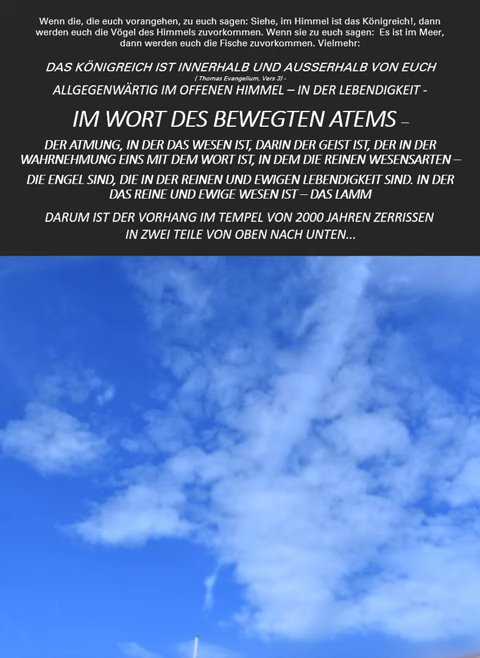 Wenn die, die euch vorangehen, zu euch sagen: Siehe, im Himmel ist das Königreich!, dann
werden euch die Vögel des Himmels zuvorkommen. Wenn sie zu euch sagen: Es ist im Meer,
dann werden euch die Fische zuvorkommen. Vielmehr:
DAS KÖNIGREICH IST INNERHALB UND AUSSERHALB VON EUCH
( Thomas Evangelium, Vers 3) -
ALLGEGENWÄRTIG IM OFFENEN HIMMEL – IN DER LEBENDIGKEIT -
IM WORT DES BEWEGTEN ATEMS –
DER ATMUNG, IN DER DAS WESEN IST, DARIN DER GEIST IST, DER IN DER
WAHRNEHMUNG EINS MIT DEM WORT IST, IN DEM DIE REINEN WESENSARTEN –
DIE ENGEL SIND, DIE IN DER REINEN UND EWIGEN LEBENDIGKEIT SIND. IN DER
DAS REINE UND EWIGE WESEN IST – DAS LAMM
DARUM IST DER VORHANG IM TEMPEL VON 2000 JAHREN ZERRISSEN
IN ZWEI TEILE VON OBEN NACH UNTEN...